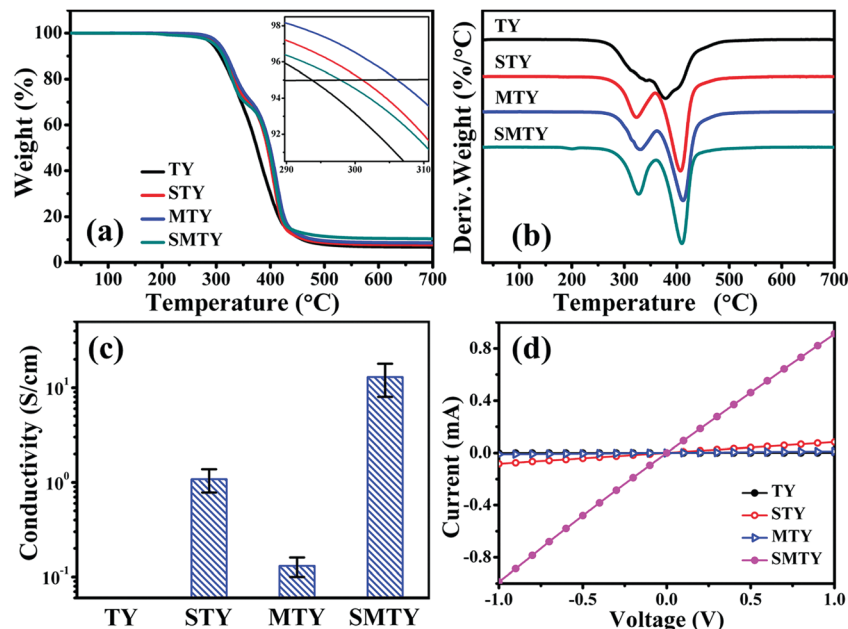 (a)
Weight (%)
100
80
60
40
20
0
100 200 300 400 500 600 700
Temperature (°C)
TY
STY
MTY
SMTY
98
96
94
92
290 300 310
(b)
Deriv.Weight (%/°C)
TY
STY
MTY
SMTY
100 200 300 400 500 600 700
Temperature (°C)
(c)
Conductivity (S/cm)
10¹
10⁰
10⁻¹
TY STY MTY SMTY
(d)
Current (mA)
0.8
0.4
0.0
-0.4
-0.8
-1.0 -0.5 0.0 0.5 1.0
Voltage (V)
TY
STY
MTY
SMTY